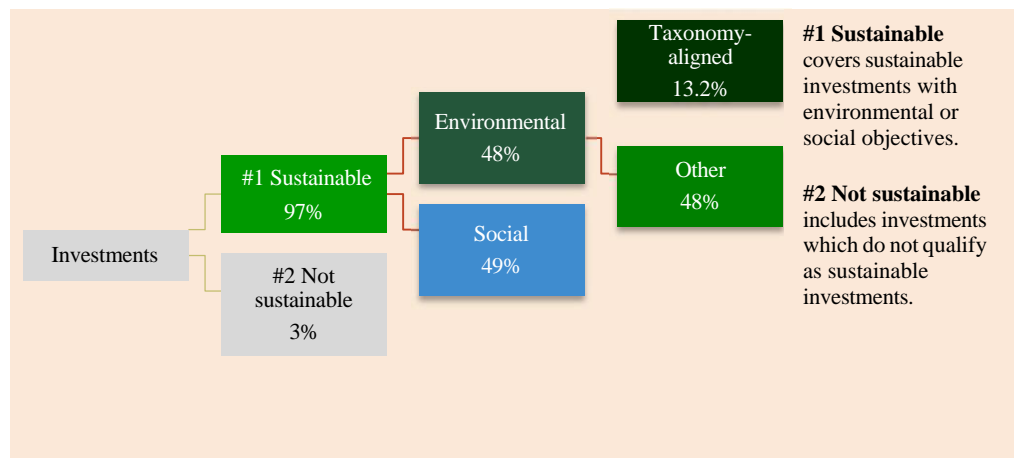 Investments
#1 Sustainable
97%
#2 Not
sustainable
3%
Environmental
48%
Social
49%
Taxonomy-
aligned
13.2%
Other
48%
#1 Sustainable
covers sustainable
investments with
environmental or
social objectives.
#2 Not sustainable
includes investments
which do not qualify
as sustainable
investments.